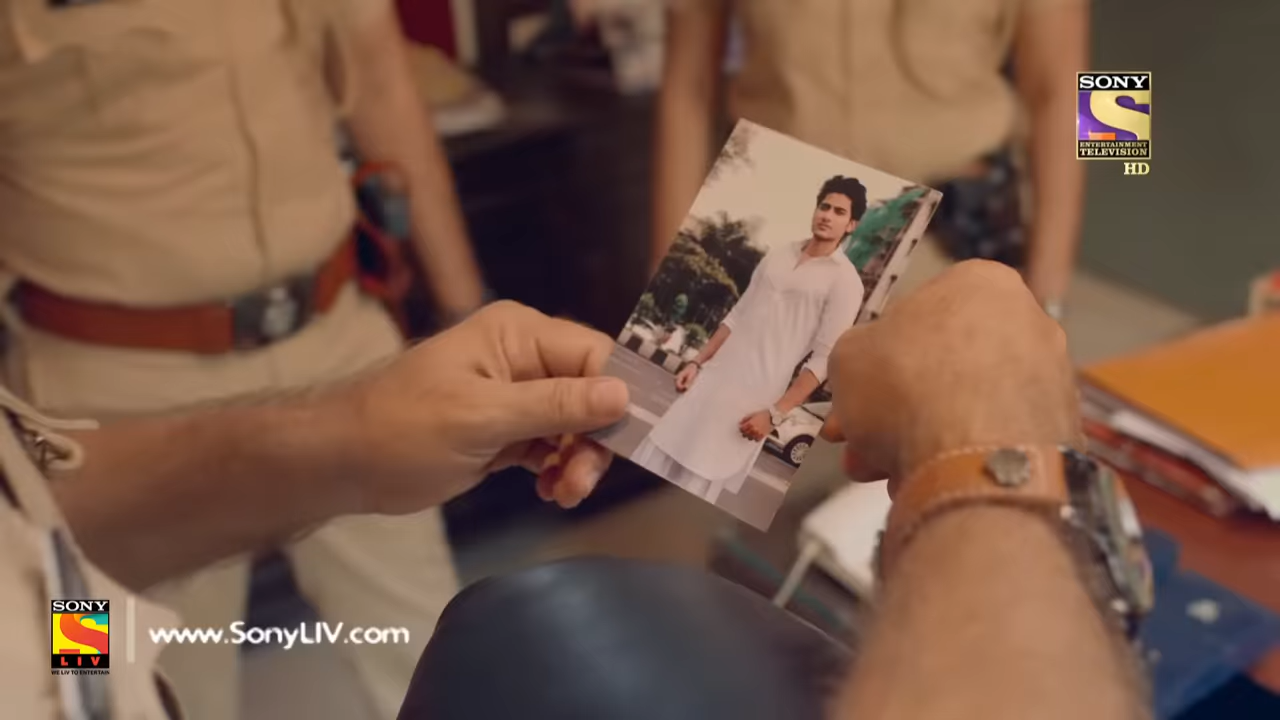 SONY
ENTERTAINMENT
TELEVISION
HD
SONY
LIV
WE LIV TO ENTERTAIN
www.SonyLIV.com